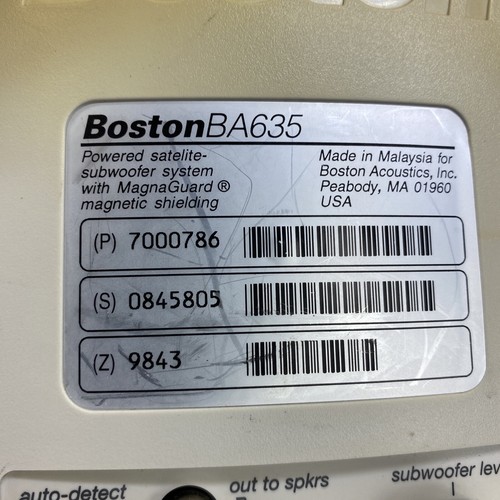 BostonBA635
Powered satelite-
subwoofer system
with MagnaGuard ®
magnetic shielding
Made in Malaysia for
Boston Acoustics, Inc.
Peabody, MA 01960
USA
(P) 7000786
(S) 0845805
(Z) 9843
auto-detect
out to spkrs
subwoofer lev